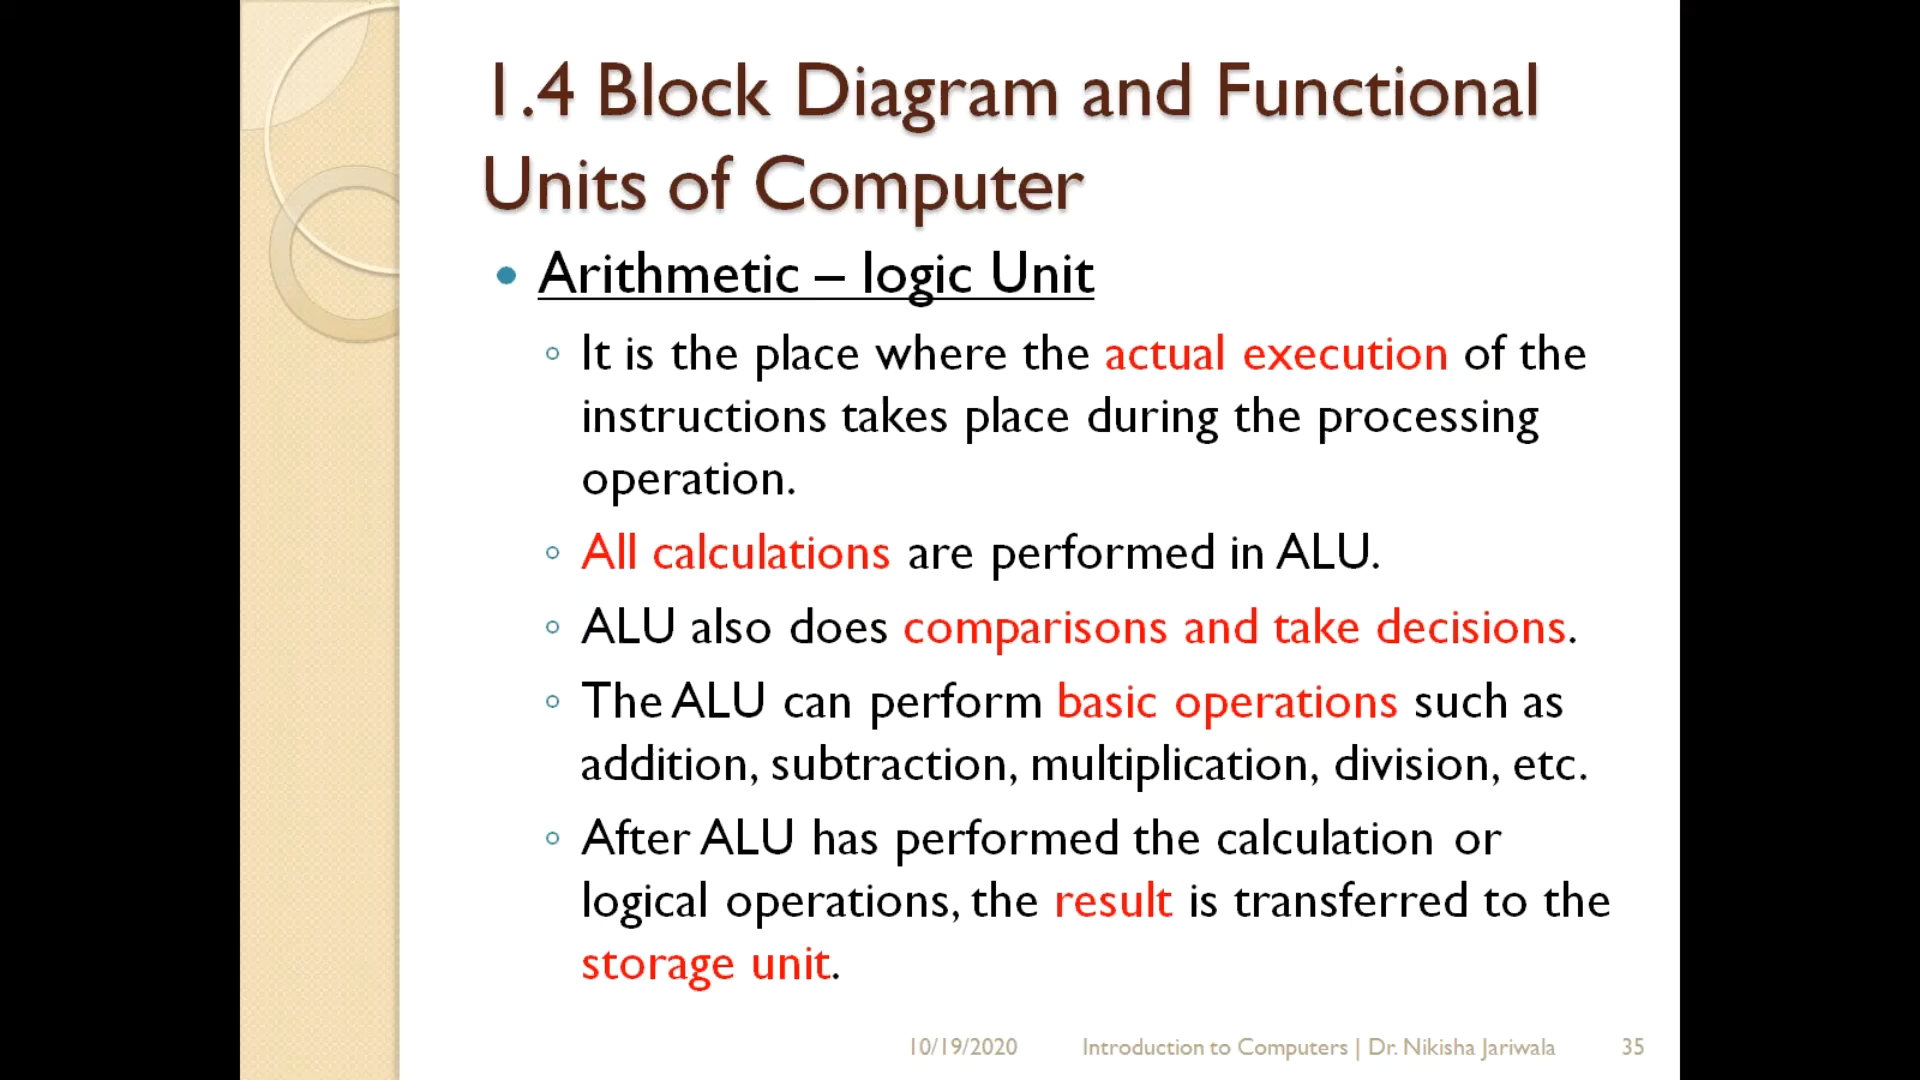 1.4 Block Diagram and Functional
Units of Computer
• Arithmetic – logic Unit
◦ It is the place where the actual execution of the
instructions takes place during the processing
operation.
◦ All calculations are performed in ALU.
◦ ALU also does comparisons and take decisions.
◦ The ALU can perform basic operations such as
addition, subtraction, multiplication, division, etc.
◦ After ALU has performed the calculation or
logical operations, the result is transferred to the
storage unit.
10/19/2020 Introduction to Computers | Dr. Nikisha Jariwala 35